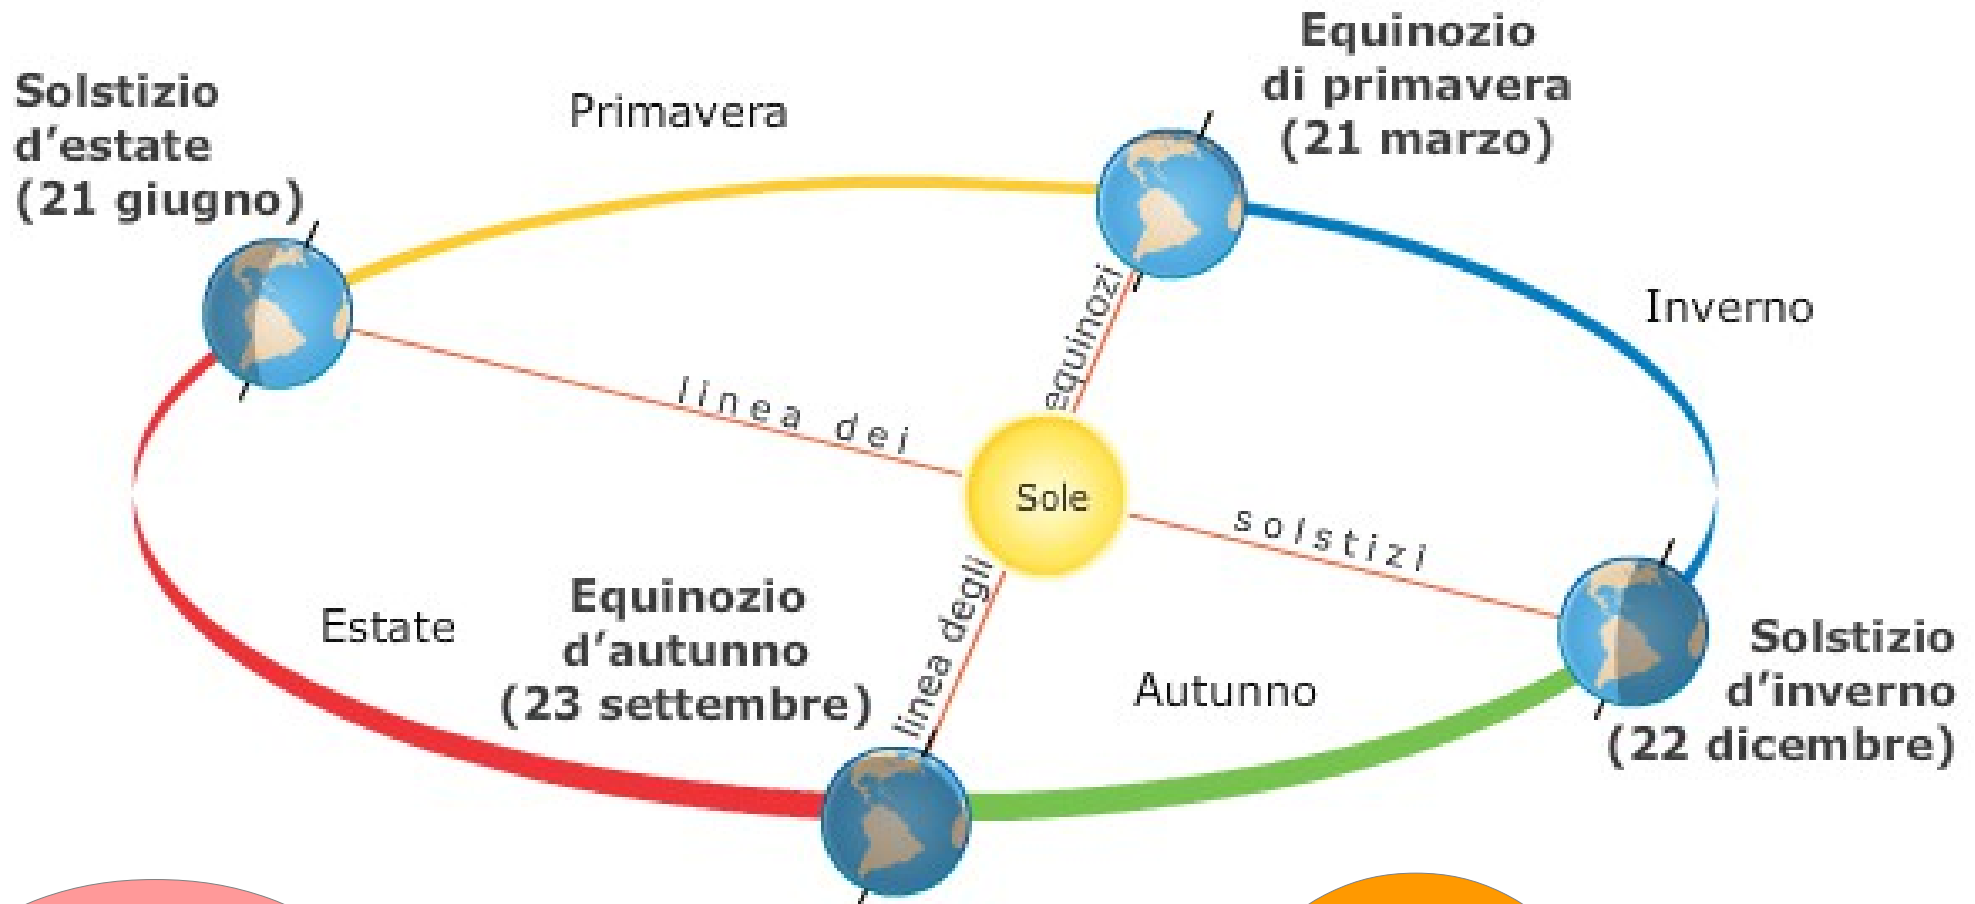 Equinozio
di primavera
(21 marzo)
Solstizio
d’estate
(21 giugno)
Primavera
Inverno
equinozi
linea dei
Sole
solstizi
linea degli
Equinozio
d’autunno
(23 settembre)
Estate
Autunno
Solstizio
d’inverno
(22 dicembre)